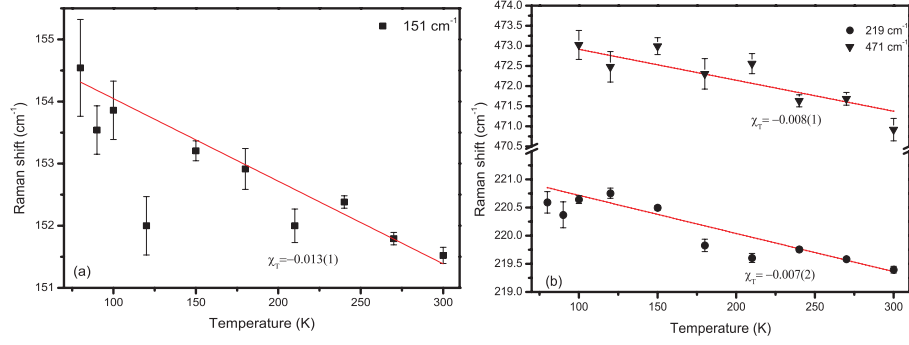 (a)
151 cm⁻¹
155
154
153
152
151
Raman shift (cm⁻¹)
χT=−0.013(1)
100
150
200
250
300
Temperature (K)
474.0
473.5
473.0
472.5
472.0
471.5
471.0
470.5
221.0
220.5
220.0
219.5
219.0
Raman shift (cm⁻¹)
219 cm⁻¹
471 cm⁻¹
χT=−0.008(1)
χT=−0.007(2)
(b)
100
150
200
250
300
Temperature (K)